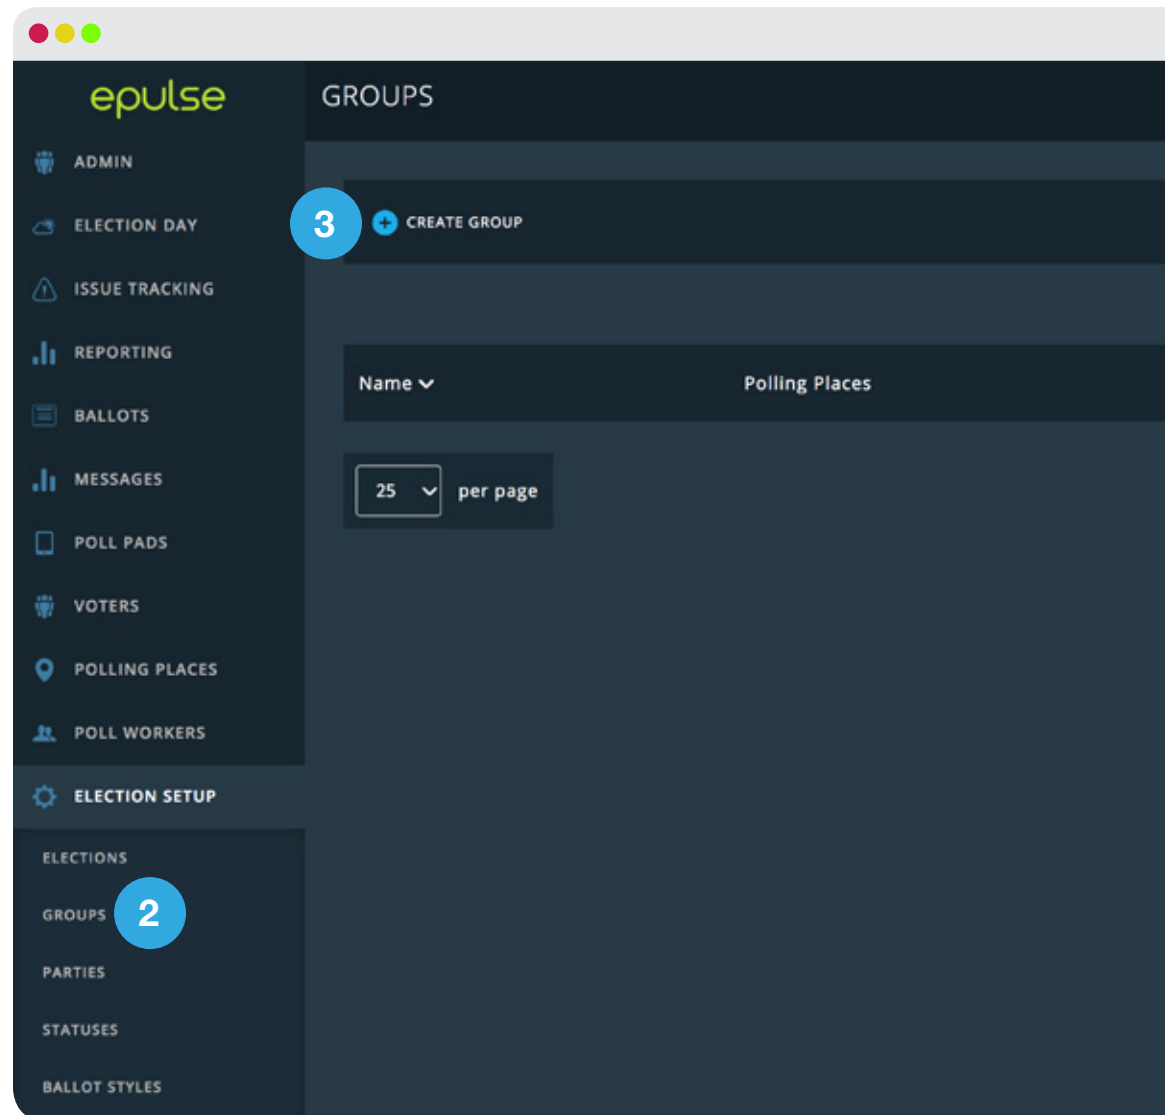 epulse
GROUPS
ADMIN
ELECTION DAY
3 CREATE GROUP
ISSUE TRACKING
REPORTING
Name Polling Places
BALLOTS
MESSAGES
25 per page
POLL PADS
VOTERS
POLLING PLACES
POLL WORKERS
ELECTION SETUP
ELECTIONS
GROUPS 2
PARTIES
STATUSES
BALLOT STYLES